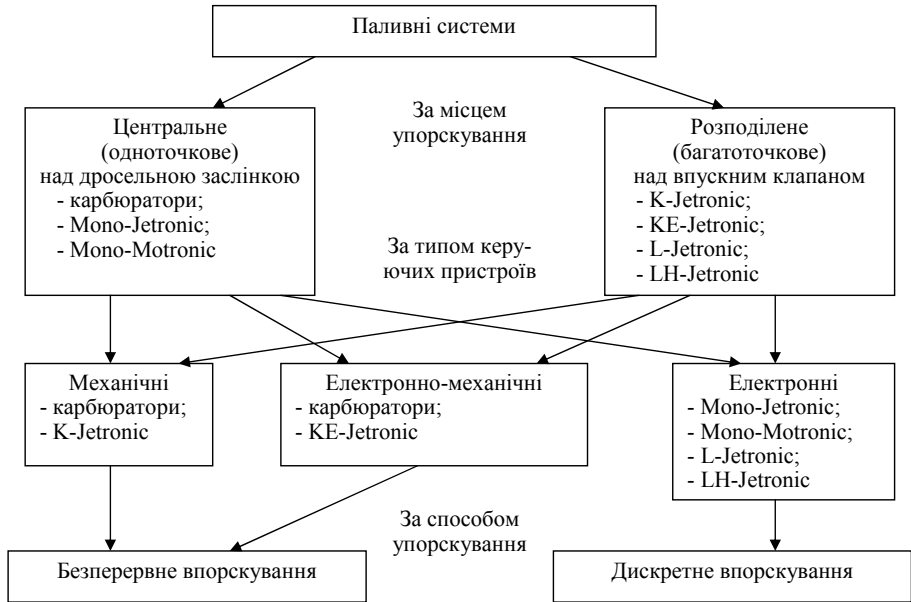 Паливні системи
За місцем
упорскування
Центральне
(одноточкове)
над дросельною заслінкою
- карбюратори;
- Mono-Jetronic;
- Mono-Motronic
Розподілене
(багатоточкове)
над впускним клапаном
- K-Jetronic;
- KE-Jetronic;
- L-Jetronic;
- LH-Jetronic
За типом керу-
ючих пристроїв
Механічні
- карбюратори;
- K-Jetronic
Електронно-механічні
- карбюратори;
- KE-Jetronic
Електронні
- Mono-Jetronic;
- Mono-Motronic;
- L-Jetronic;
- LH-Jetronic
За способом
упорскування
Безперервне впорскування
Дискретне впорскування